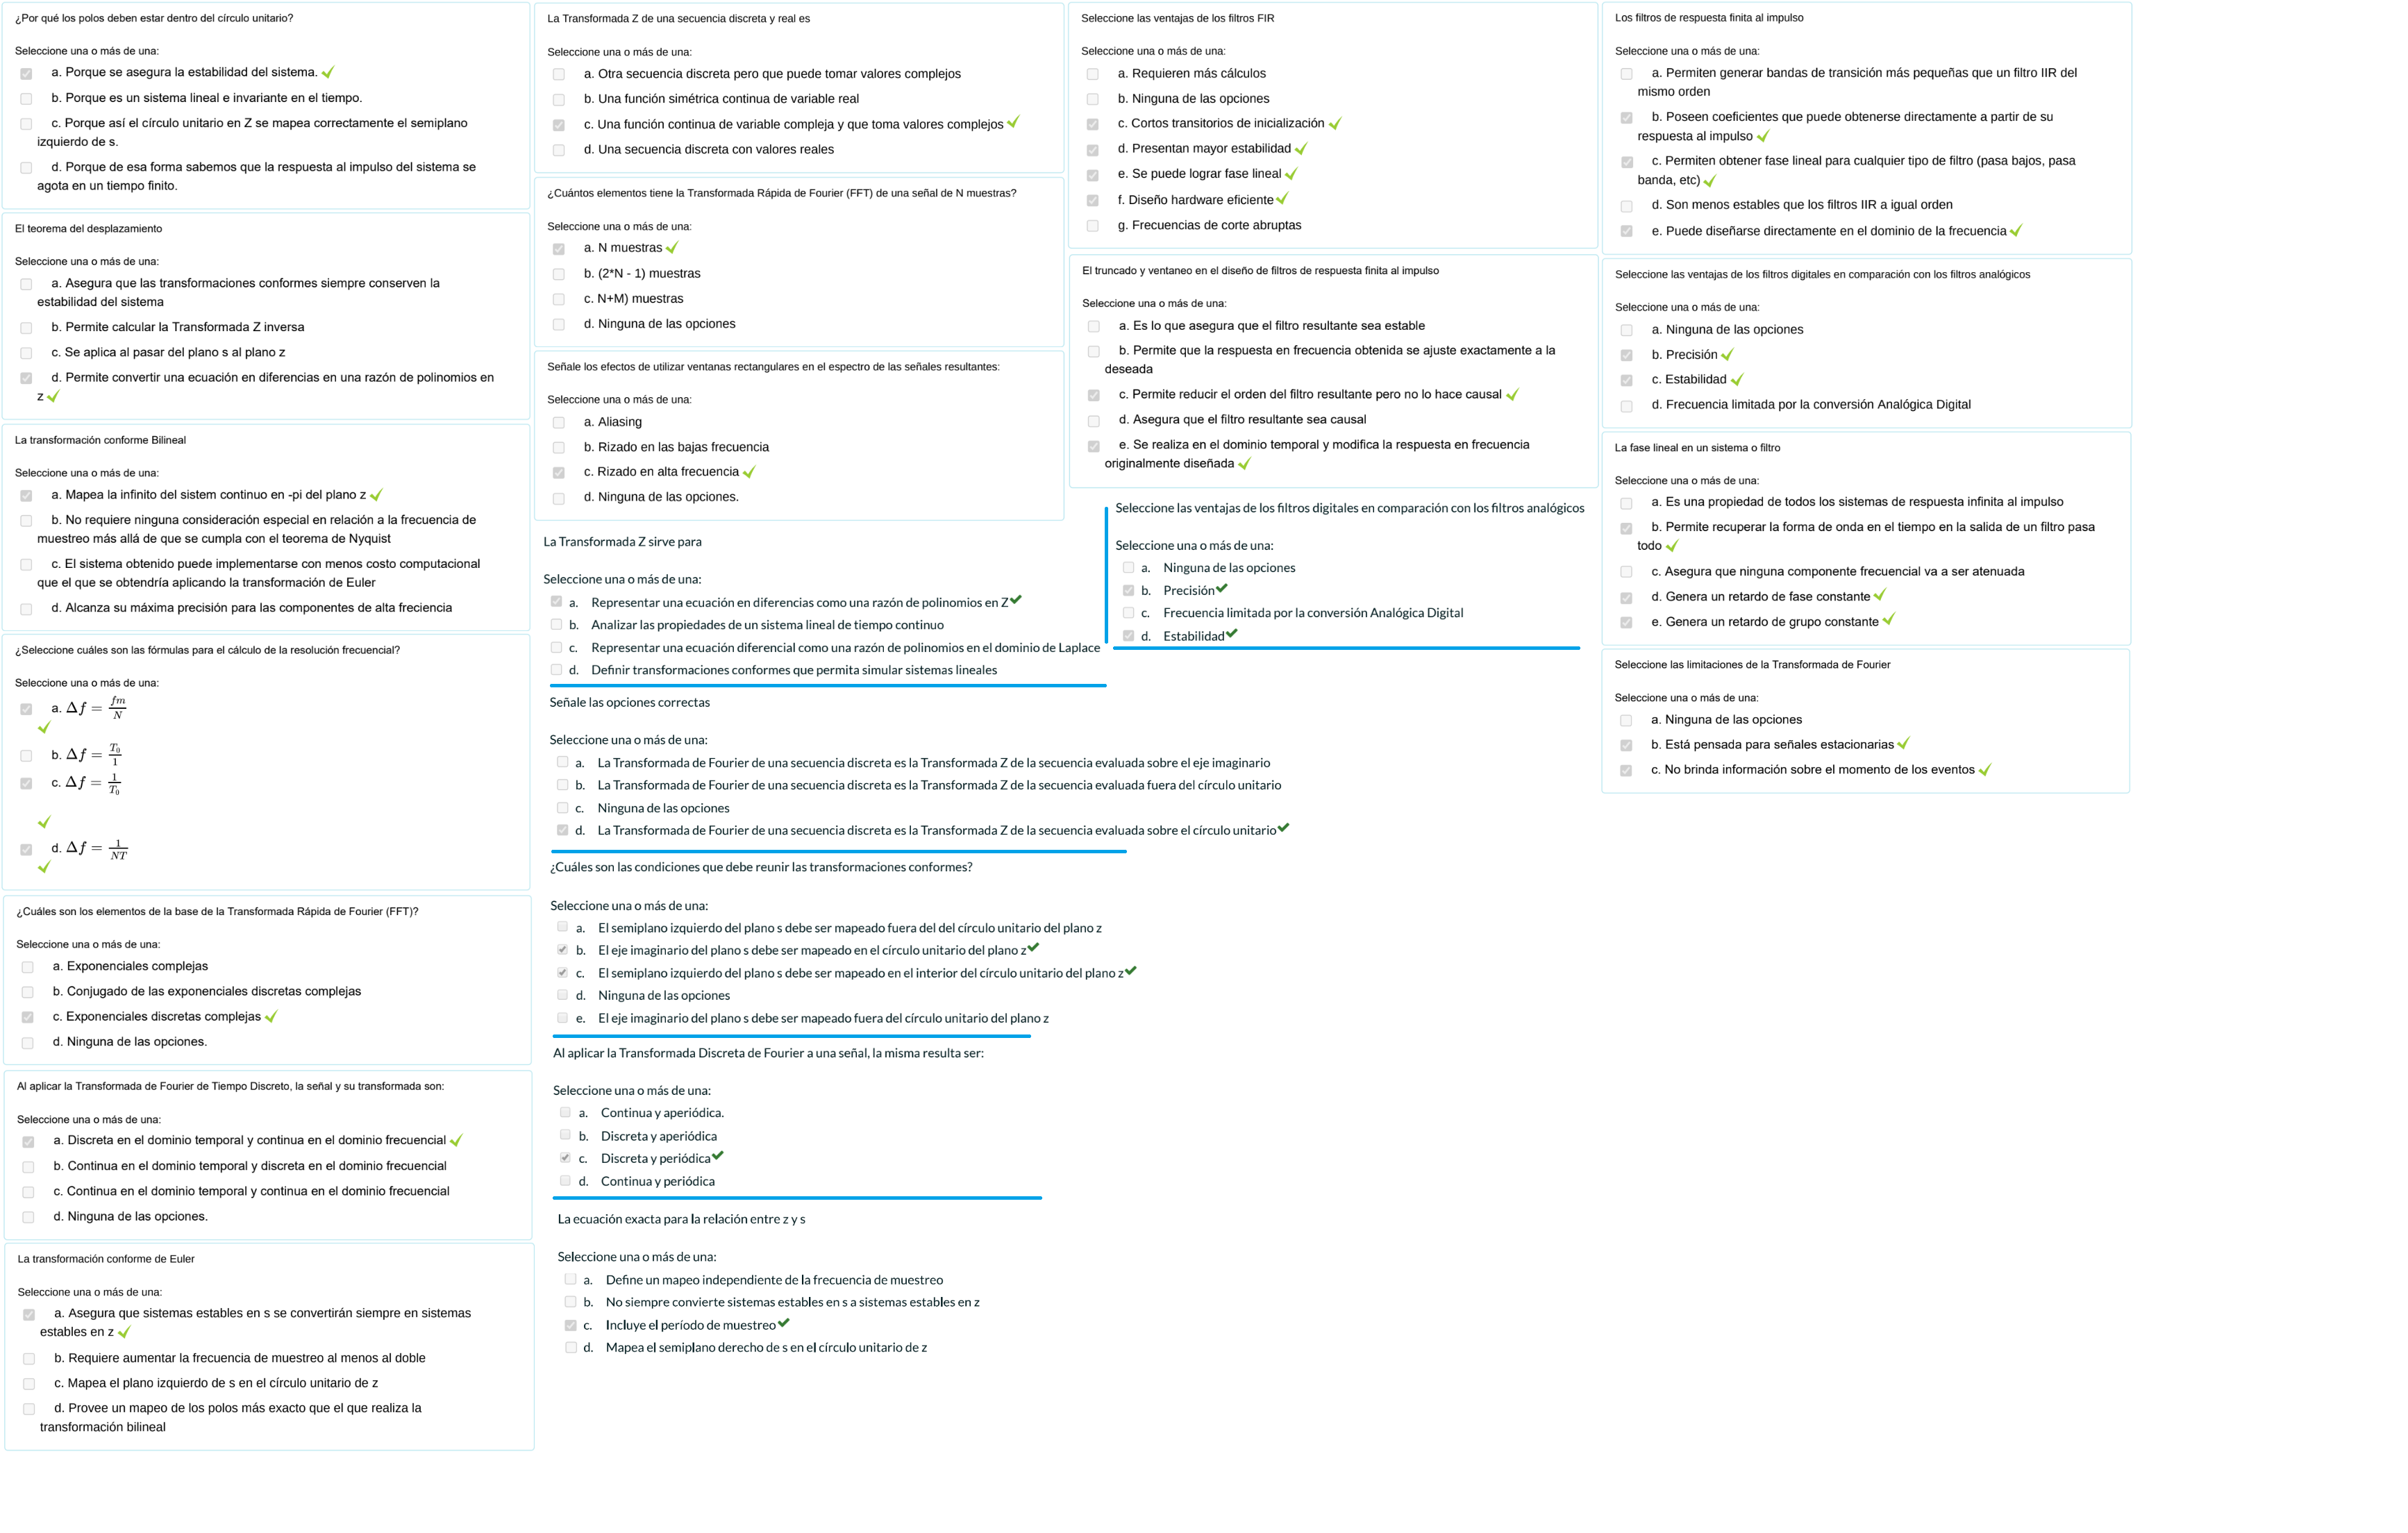 ¿Por qué los polos deben estar dentro del círculo unitario?
Seleccione una o más de una:
a. Porque se asegura la estabilidad del sistema.
b. Porque es un sistema lineal e invariante en el tiempo.
c. Porque así el círculo unitario en Z se mapea correctamente el semiplano
izquierdo de s.
d. Porque de esa forma sabemos que la respuesta al impulso del sistema se
agota en un tiempo finito.
El teorema del desplazamiento
Seleccione una o más de una:
a. Asegura que las transformaciones conformes siempre conserven la
estabilidad del sistema
b. Permite calcular la Transformada Z inversa
c. Se aplica al pasar del plano s al plano z
d. Permite convertir una ecuación en diferencias en una razón de polinomios en
z
La transformación conforme Bilineal
Seleccione una o más de una:
a. Mapea la infinito del sistem continuo en -pi del plano z
b. No requiere ninguna consideración especial en relación a la frecuencia de
muestreo más allá de que se cumpla con el teorema de Nyquist
c. El sistema obtenido puede implementarse con menos costo computacional
que el que se obtendría aplicando la transformación de Euler
d. Alcanza su máxima precisión para las componentes de alta freciencia
¿Seleccione cuáles son las fórmulas para el cálculo de la resolución frecuencial?
Seleccione una o más de una:
a. Δf = fm/N
b. Δf = T₀/1
c. Δf = 1/T₀
d. Δf = 1/NT
¿Cuáles son los elementos de la base de la Transformada Rápida de Fourier (FFT)?
Seleccione una o más de una:
a. Exponenciales complejas
b. Conjugado de las exponenciales discretas complejas
c. Exponenciales discretas complejas
d. Ninguna de las opciones.
Al aplicar la Transformada de Fourier de Tiempo Discreto, la señal y su transformada son:
Seleccione una o más de una:
a. Discreta en el dominio temporal y continua en el dominio frecuencial
b. Continua en el dominio temporal y discreta en el dominio frecuencial
c. Continua en el dominio temporal y continua en el dominio frecuencial
d. Ninguna de las opciones.
La transformación conforme de Euler
Seleccione una o más de una:
a. Asegura que sistemas estables en s se convertirán siempre en sistemas
estables en z
b. Requiere aumentar la frecuencia de muestreo al menos al doble
c. Mapea el plano izquierdo de s en el círculo unitario de z
d. Provee un mapeo de los polos más exacto que el que realiza la
transformación bilineal
La Transformada Z de una secuencia discreta y real es
Seleccione una o más de una:
a. Otra secuencia discreta pero que puede tomar valores complejos
b. Una función simétrica continua de variable real
c. Una función continua de variable compleja y que toma valores complejos
d. Una secuencia discreta con valores reales
¿Cuántos elementos tiene la Transformada Rápida de Fourier (FFT) de una señal de N muestras?
Seleccione una o más de una:
a. N muestras
b. (2*N - 1) muestras
c. N+M) muestras
d. Ninguna de las opciones
Señale los efectos de utilizar ventanas rectangulares en el espectro de las señales resultantes:
Seleccione una o más de una:
a. Aliasing
b. Rizado en las bajas frecuencia
c. Rizado en alta frecuencia
d. Ninguna de las opciones.
La Transformada Z sirve para
Seleccione una o más de una:
a. Representar una ecuación en diferencias como una razón de polinomios en Z
b. Analizar las propiedades de un sistema lineal de tiempo continuo
c. Representar una ecuación diferencial como una razón de polinomios en el dominio de Laplace
d. Definir transformaciones conformes que permita simular sistemas lineales
Señale las opciones correctas
Seleccione una o más de una:
a. La Transformada de Fourier de una secuencia discreta es la Transformada Z de la secuencia evaluada sobre el eje imaginario
b. La Transformada de Fourier de una secuencia discreta es la Transformada Z de la secuencia evaluada fuera del círculo unitario
c. Ninguna de las opciones
d. La Transformada de Fourier de una secuencia discreta es la Transformada Z de la secuencia evaluada sobre el círculo unitario
¿Cuáles son las condiciones que debe reunir las transformaciones conformes?
Seleccione una o más de una:
a. El semiplano izquierdo del plano s debe ser mapeado fuera del del círculo unitario del plano z
b. El eje imaginario del plano s debe ser mapeado en el círculo unitario del plano z
c. El semiplano izquierdo del plano s debe ser mapeado en el interior del círculo unitario del plano z
d. Ninguna de las opciones
e. El eje imaginario del plano s debe ser mapeado fuera del círculo unitario del plano z
Al aplicar la Transformada Discreta de Fourier a una señal, la misma resulta ser:
Seleccione una o más de una:
a. Continua y aperiódica.
b. Discreta y aperiódica
c. Discreta y periódica
d. Continua y periódica
La ecuación exacta para la relación entre z y s
Seleccione una o más de una:
a. Define un mapeo independiente de la frecuencia de muestreo
b. No siempre convierte sistemas estables en s a sistemas estables en z
c. Incluye el período de muestreo
d. Mapea el semiplano derecho de s en el círculo unitario de z
Seleccione las ventajas de los filtros FIR
Seleccione una o más de una:
a. Requieren más cálculos
b. Ninguna de las opciones
c. Cortos transitorios de inicialización
d. Presentan mayor estabilidad
e. Se puede lograr fase lineal
f. Diseño hardware eficiente
g. Frecuencias de corte abruptas
El truncado y ventaneo en el diseño de filtros de respuesta finita al impulso
Seleccione una o más de una:
a. Es lo que asegura que el filtro resultante sea estable
b. Permite que la respuesta en frecuencia obtenida se ajuste exactamente a la
deseada
c. Permite reducir el orden del filtro resultante pero no lo hace causal
d. Asegura que el filtro resultante sea causal
e. Se realiza en el dominio temporal y modifica la respuesta en frecuencia
originalmente diseñada
Seleccione las ventajas de los filtros digitales en comparación con los filtros analógicos
Seleccione una o más de una:
a. Ninguna de las opciones
b. Precisión
c. Frecuencia limitada por la conversión Analógica Digital
d. Estabilidad
Los filtros de respuesta finita al impulso
Seleccione una o más de una:
a. Permiten generar bandas de transición más pequeñas que un filtro IIR del
mismo orden
b. Poseen coeficientes que puede obtenerse directamente a partir de su
respuesta al impulso
c. Permiten obtener fase lineal para cualquier tipo de filtro (pasa bajos, pasa
banda, etc)
d. Son menos estables que los filtros IIR a igual orden
e. Puede diseñarse directamente en el dominio de la frecuencia
Seleccione las ventajas de los filtros digitales en comparación con los filtros analógicos
Seleccione una o más de una:
a. Ninguna de las opciones
b. Precisión
c. Estabilidad
d. Frecuencia limitada por la conversión Analógica Digital
La fase lineal en un sistema o filtro
Seleccione una o más de una:
a. Es una propiedad de todos los sistemas de respuesta infinita al impulso
b. Permite recuperar la forma de onda en el tiempo en la salida de un filtro pasa
todo
c. Asegura que ninguna componente frecuencial va a ser atenuada
d. Genera un retardo de fase constante
e. Genera un retardo de grupo constante
Seleccione las limitaciones de la Transformada de Fourier
Seleccione una o más de una:
a. Ninguna de las opciones
b. Está pensada para señales estacionarias
c. No brinda información sobre el momento de los eventos